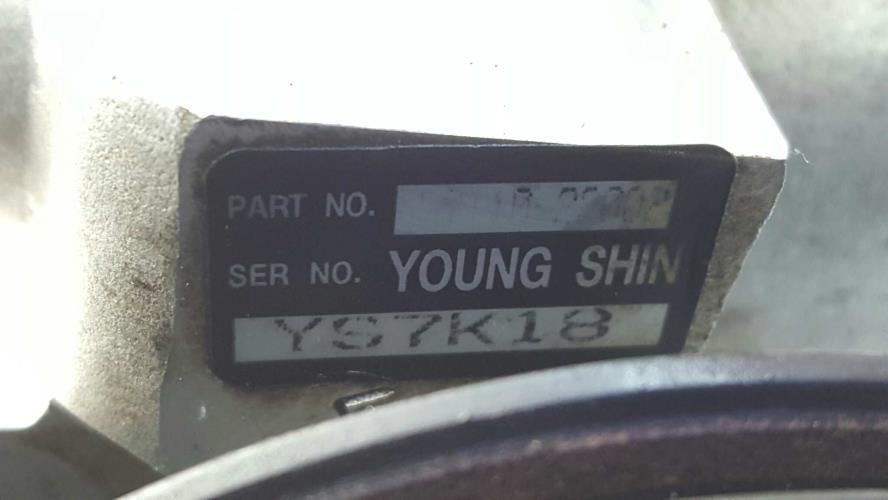 PART NO.
SER NO. YOUNG SHIN
YS7K18